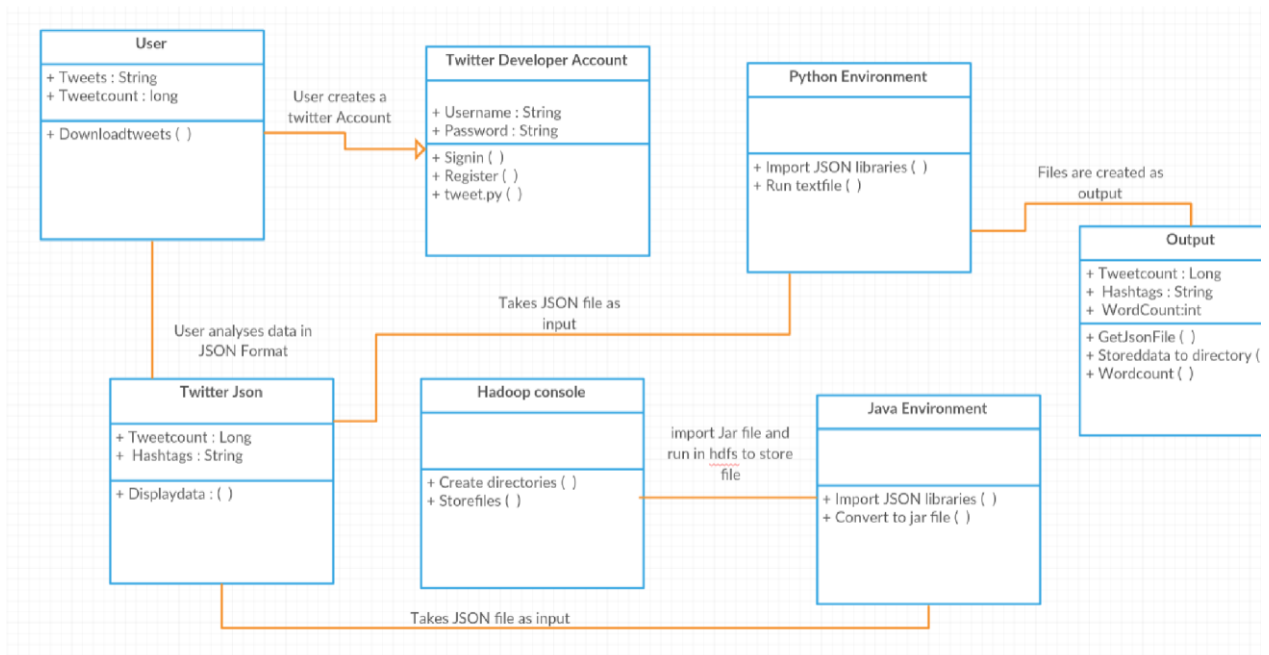 User
+ Tweets : String
+ Tweetcount : long
+ Downloadtweets ( )
User creates a
twitter Account
Twitter Developer Account
+ Username : String
+ Password : String
+ Signin ( )
+ Register ( )
+ tweet.py ( )
Python Environment
+ Import JSON libraries ( )
+ Run textfile ( )
Files are created as
output
Output
+ Tweetcount : Long
+ Hashtags : String
+ WordCount:int
+ GetJsonFile ( )
+ Storeddata to directory (
+ Wordcount ( )
User analyses data in
JSON Format
Takes JSON file as
input
Twitter Json
+ Tweetcount : Long
+ Hashtags : String
+ Displaydata : ( )
Hadoop console
+ Create directories ( )
+ Storefiles ( )
import Jar file and
run in hdfs to store
file
Java Environment
+ Import JSON libraries ( )
+ Convert to jar file ( )
Takes JSON file as input